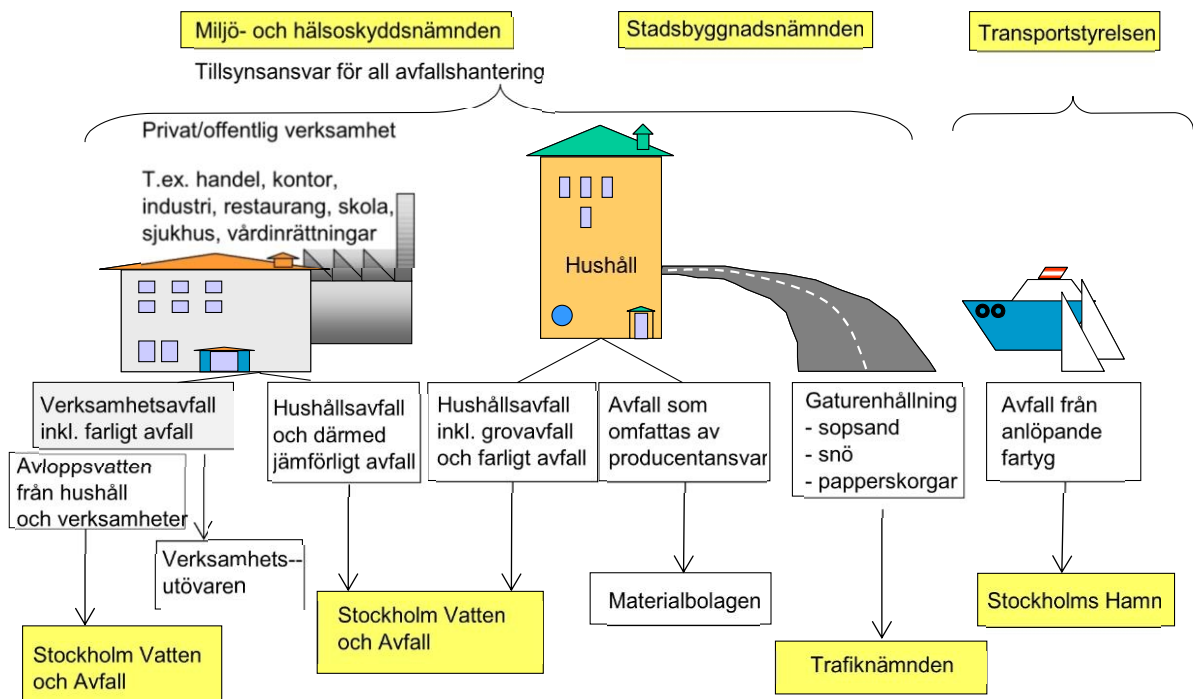 Miljö- och hälsoskyddsnämnden
Stadsbyggnadsnämnden
Transportstyrelsen
Tillsynsansvar för all avfallshantering
Privat/offentlig verksamhet
T.ex. handel, kontor,
industri, restaurang, skola,
sjukhus, vårdinrättningar
Hushåll
Verksamhetsavfall
inkl. farligt avfall
Hushållsavfall
och därmed
jämförligt avfall
Hushållsavfall
inkl. grovavfall
och farligt avfall
Avfall som
omfattas av
producentansvar
Gaturenhållning
- sopsand
- snö
- papperskorgar
Avfall från
anlöpande
fartyg
Avloppsvatten
från hushåll
och verksamheter
Verksamhets--
utövaren
Stockholm Vatten
och Avfall
Stockholm Vatten
och Avfall
Materialbolagen
Trafiknämnden
Stockholms Hamn